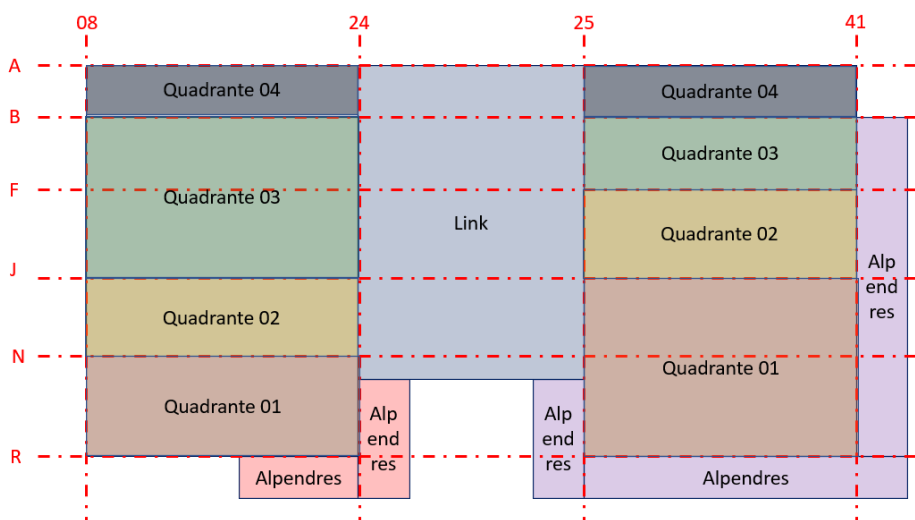 08 24 25 41
A
Quadrante 04 Quadrante 04
B
Quadrante 03
F
Quadrante 03
Link
Quadrante 02
J
Alp
end
res
Quadrante 02
N
Quadrante 01
Quadrante 01
Alp
end
res
Alp
end
res
R
Alpendres
Alpendres